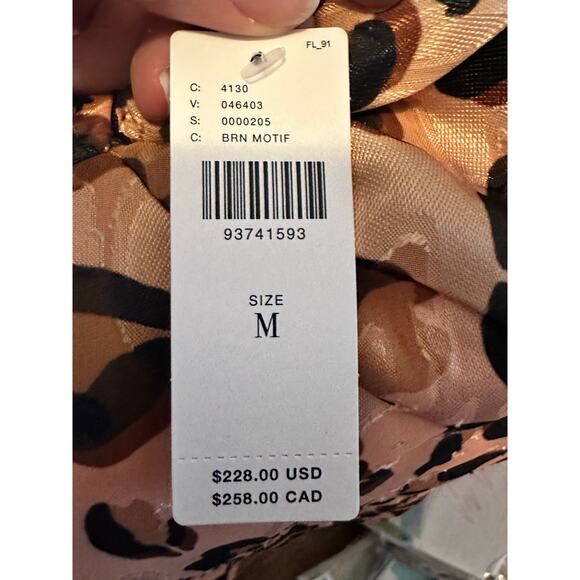 FL_91
C: 4130
V: 046403
S: 0000205
C: BRN MOTIF
93741593
SIZE
M
$228.00 USD
$258.00 CAD